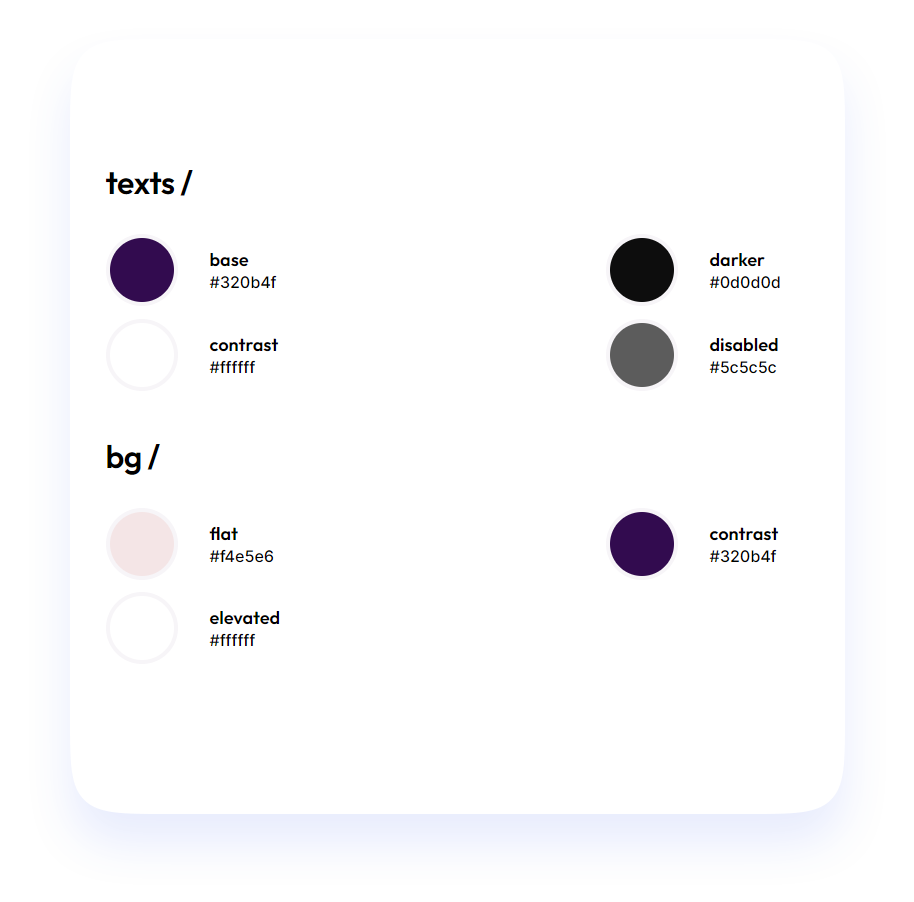 texts /
base
#320b4f
darker
#0d0d0d
contrast
#ffffff
disabled
#5c5c5c
bg /
flat
#f4e5e6
contrast
#320b4f
elevated
#ffffff